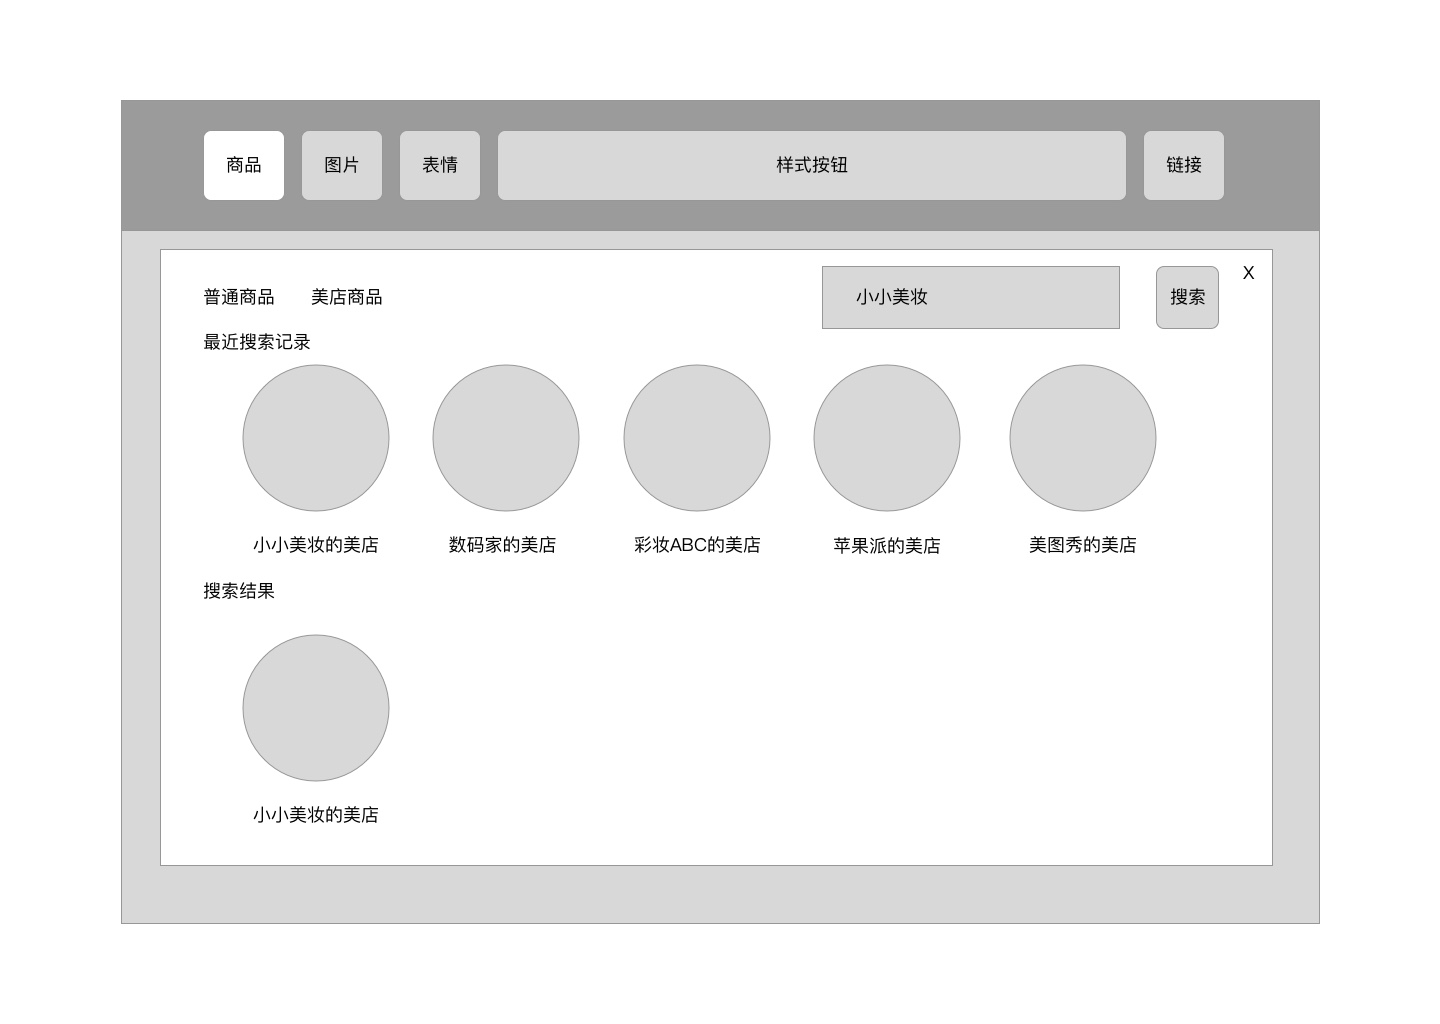 商品 图片 表情 样式按钮 链接
普通商品 美店商品 小小美妆 搜索 X
最近搜索记录
小小美妆的美店 数码家的美店 彩妆ABC的美店 苹果派的美店 美图秀的美店
搜索结果
小小美妆的美店